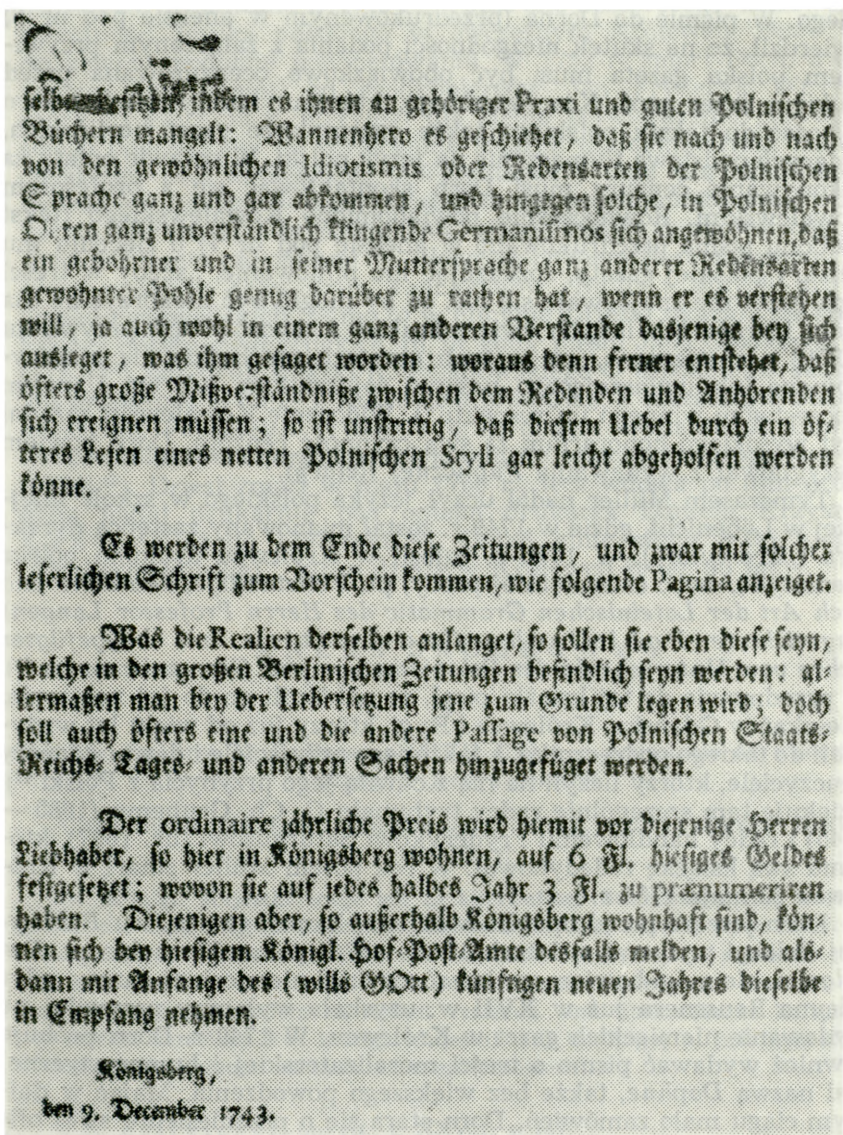 indem es ihnen an gehöriger Praxi und guten Polnischen
Büchern mangelt: Wannenhero es geschiehet, daß sie nach und nach
von den gewöhnlichen Idiotismis oder Redensarten der Polnischen
Sprache ganz und gar abkommen, und hingegen solche, in Polnischen
Ohren ganz unverständlich klingende Germanismos sich angewöhnen, daß
ein gebohrner und in seiner Muttersprache ganz anderer Redensarten
gewohnter Pohle genug darüber zu rathen hat, wenn er es verstehen
will, ja auch wohl in einem ganz anderen Verstande dasjenige bey sich
ausleget, was ihm gesaget worden: woraus denn ferner entstehet, daß
öfters große Mißverständniße zwischen dem Redenden und Anhörenden
sich ereignen müssen; so ist unstrittig, daß diesem Uebel durch ein öf-
teres Lesen eines netten Polnischen Styli gar leicht abgeholfen werden
könne.
Es werden zu dem Ende diese Zeitungen, und zwar mit solcher
leserlichen Schrift zum Vorschein kommen, wie folgende Pagina anzeiget.
Was die Realien derselben anlanget, so sollen sie eben diese seyn,
welche in den großen Berlinischen Zeitungen befindlich seyn werden: al-
lermaßen man bey der Uebersetzung jene zum Grunde legen wird; doch
soll auch öfters eine und die andere Passage von Polnischen Staats-
Reichs- Tages- und anderen Sachen hinzugefüget werden.
Der ordinaire jährliche Preis wird hiemit vor diejenige Herren
Liebhaber, so hier in Königsberg wohnen, auf 6 Fl. hiesiges Geldes
festgesetzet; wovon sie auf jedes halbes Jahr 3 Fl. zu prænumeriren
haben. Diejenigen aber, so außerhalb Königsberg wohnhaft sind, kön-
nen sich bey hiesigem Königl. Hof-Post-Amte desfalls melden, und als-
dann mit Anfange des (wills GOtt) künftigen neuen Jahres dieselbe
in Empfang nehmen.
Königsberg,
den 9. December 1743.